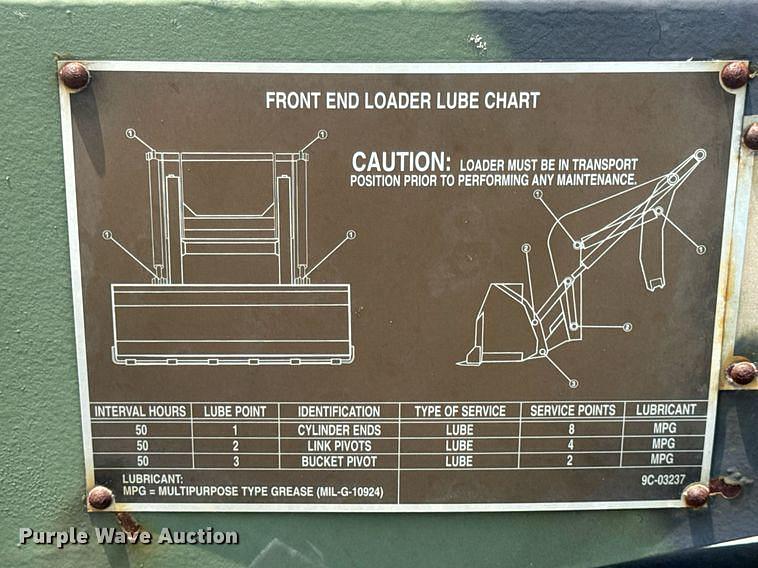 FRONT END LOADER LUBE CHART
CAUTION: LOADER MUST BE IN TRANSPORT
POSITION PRIOR TO PERFORMING ANY MAINTENANCE.
1 1
1 1
1
1
2
2
3
INTERVAL HOURS LUBE POINT IDENTIFICATION TYPE OF SERVICE SERVICE POINTS LUBRICANT
50 1 CYLINDER ENDS LUBE 8 MPG
50 2 LINK PIVOTS LUBE 4 MPG
50 3 BUCKET PIVOT LUBE 2 MPG
LUBRICANT: 9C-03237
MPG = MULTIPURPOSE TYPE GREASE (MIL-G-10924)
Purple Wave Auction